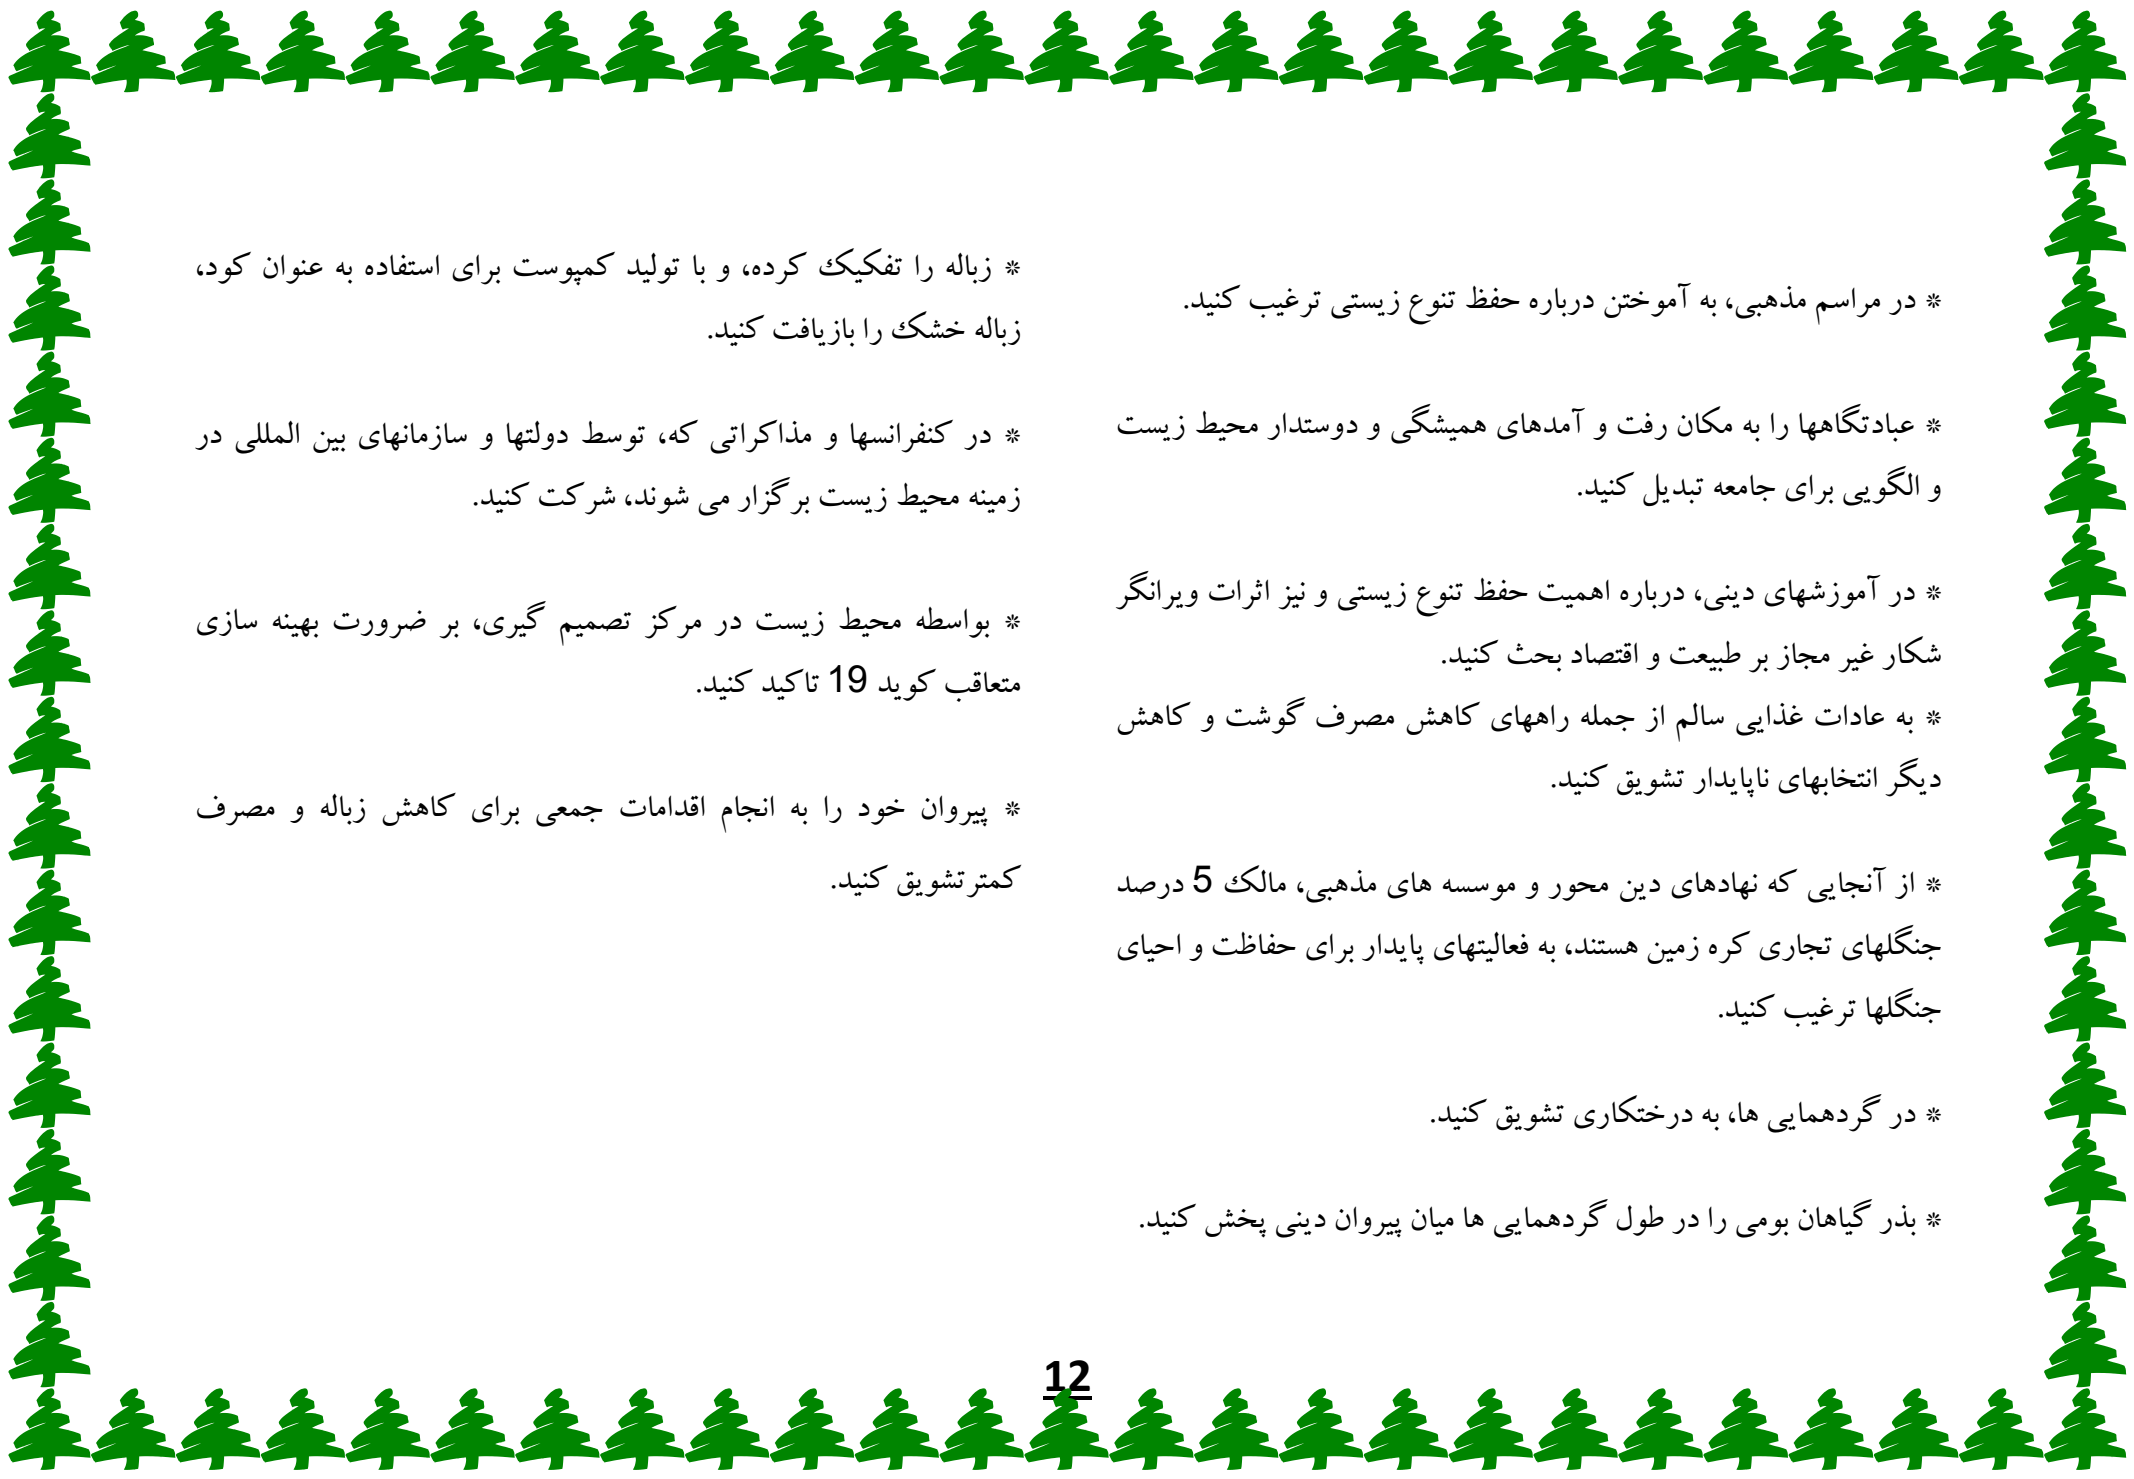 * در مراسم مذهبی، به آموختن درباره حفظ تنوع زیستی ترغیب کنید.
* عبادتگاهها را به مکان رفت و آمدهای همیشگی و دوستدار محیط زیست
و الگویی برای جامعه تبدیل کنید.
* در آموزشهای دینی، درباره اهمیت حفظ تنوع زیستی و نیز اثرات ویرانگر
شکار غیر مجاز بر طبیعت و اقتصاد بحث کنید.
* به عادات غذایی سالم از جمله راههای کاهش مصرف گوشت و کاهش
دیگر انتخابهای ناپایدار تشویق کنید.
* از آنجایی که نهادهای دین محور و موسسه های مذهبی، مالک 5 درصد
جنگلهای تجاری کره زمین هستند، به فعالیتهای پایدار برای حفاظت و احیای
جنگلها ترغیب کنید.
* در گردهمایی ها، به درختکاری تشویق کنید.
* بذر گیاهان بومی را در طول گردهمایی ها میان پیروان دینی پخش کنید.
* زباله را تفکیک کرده، و با تولید کمپوست برای استفاده به عنوان کود،
زباله خشک را بازیافت کنید.
* در کنفرانسها و مذاکراتی که، توسط دولتها و سازمانهای بین المللی در
زمینه محیط زیست برگزار می شوند، شرکت کنید.
* بواسطه محیط زیست در مرکز تصمیم گیری، بر ضرورت بهینه سازی
متعاقب کوید 19 تاکید کنید.
* پیروان خود را به انجام اقدامات جمعی برای کاهش زباله و مصرف
کمتر تشویق کنید.
12